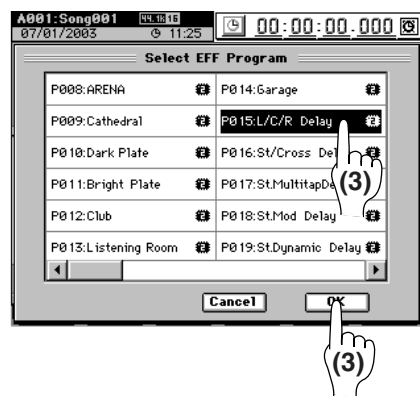 A001:Song001 44.1k 16
07/01/2003 11:25 00:00:00.000
Select EFF Program
P008:ARENA P014:Garage
P009:Cathedral P015:L/C/R Delay
P010:Dark Plate P016:St/Cross Del
P011:Bright Plate P017:St.MultitapDe
P012:Club P018:St.Mod Delay
P013:Listening Room P019:St.Dynamic Delay
(3)
Cancel OK
(3)